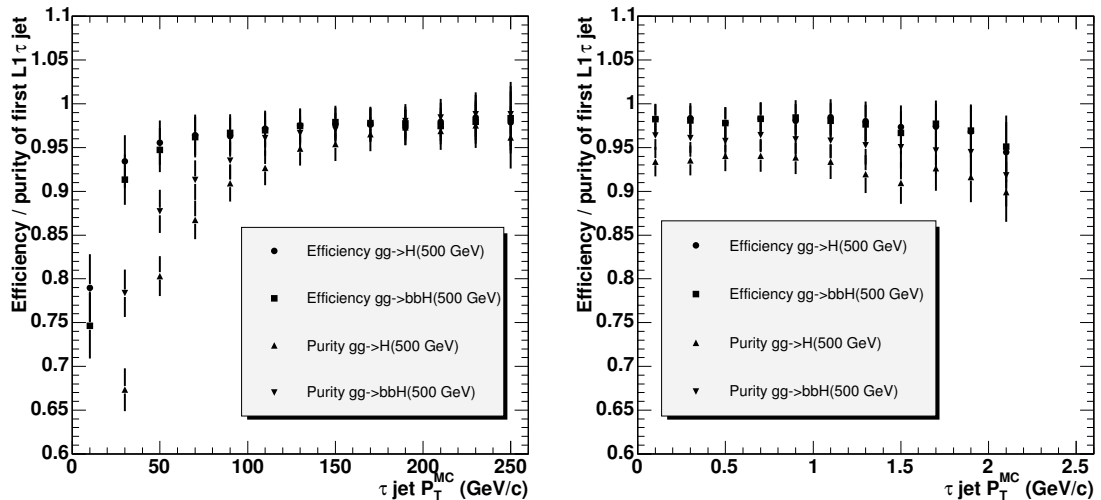 Efficiency / purity of first L1 τ jet
1.1
1.05
1
0.95
0.9
0.85
0.8
0.75
0.7
0.65
0.6
Efficiency gg->H(500 GeV)
Efficiency gg->bbH(500 GeV)
Purity gg->H(500 GeV)
Purity gg->bbH(500 GeV)
0 50 100 150 200 250
τ jet P_T^MC (GeV/c)
Efficiency / purity of first L1 τ jet
1.1
1.05
1
0.95
0.9
0.85
0.8
0.75
0.7
0.65
0.6
Efficiency gg->H(500 GeV)
Efficiency gg->bbH(500 GeV)
Purity gg->H(500 GeV)
Purity gg->bbH(500 GeV)
0 0.5 1 1.5 2 2.5
τ jet P_T^MC (GeV/c)